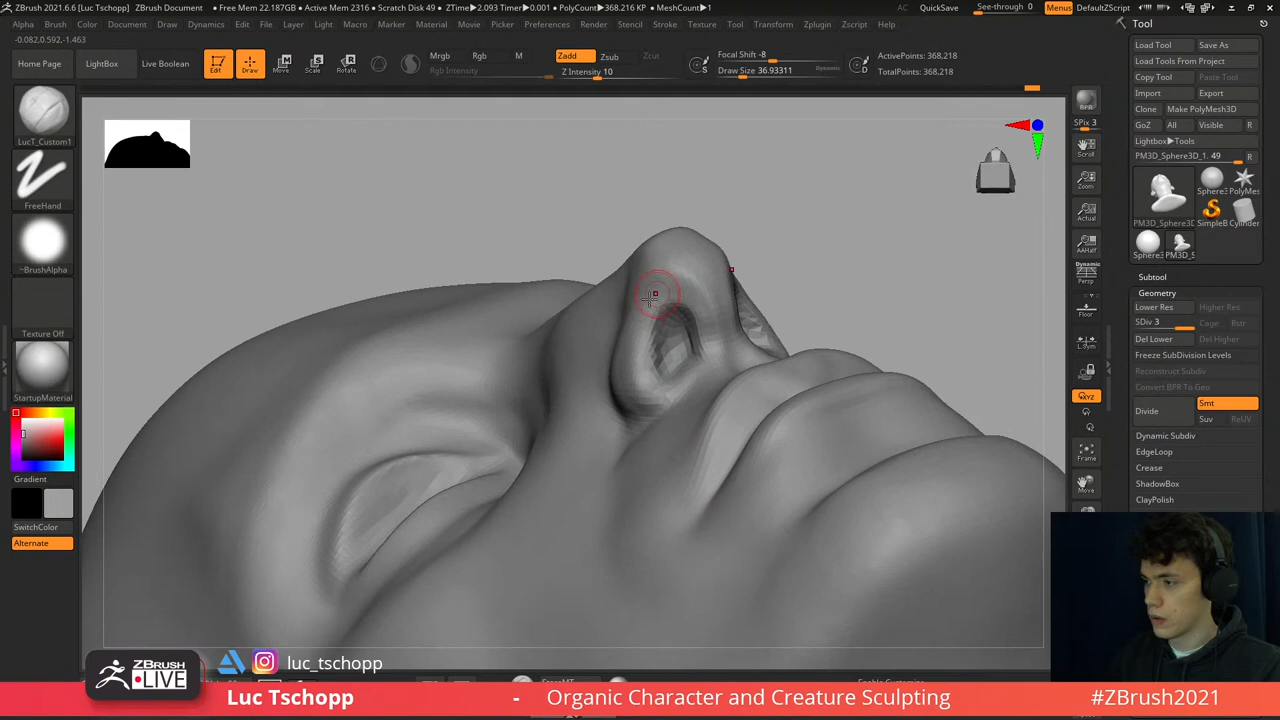 ZBrush 2021.6.6 [Luc Tschopp] ZBrush Document • Free Mem 22.187GB • Active Mem 2316 • Scratch Disk 49 • ZTime▶2.093 Timer▶0.001 • PolyCount▶368.216 KP • MeshCount▶1 AC QuickSave See-through 0 Menus DefaultZScript
Alpha Brush Color Document Draw Dynamics Edit File Layer Light Macro Marker Material Movie Picker Preferences Render Stencil Stroke Texture Tool Transform Zplugin Zscript Help
-0.082,0.592,-1.463
Home Page LightBox Live Boolean
Edit Draw Move Scale Rotate
Mrgb Rgb M
Rgb Intensity
Zadd Zsub Zcut
Z Intensity 10
Focal Shift -8
Draw Size 36.93311 Dynamic
S
D
ActivePoints: 368,218
TotalPoints: 368,218
LucT_Custom1
FreeHand
~BrushAlpha
Texture Off
StartupMaterial
Gradient
SwitchColor
Alternate
BPR
SPix 3
Scroll
Zoom
Actual
AAHalf
Dynamic
Persp
Floor
L.Sym
XYZ
Frame
Move
Tool
Load Tool Save As
Load Tools From Project
Copy Tool Paste Tool
Import Export
Clone Make PolyMesh3D
GoZ All Visible R
Lightbox▶Tools
PM3D_Sphere3D_1. 49 R
Sphere3 PolyMes
PM3D_Sphere3D SimpleB Cylinder
Sphere3 PM3D_S
Subtool
Geometry
Lower Res Higher Res
SDiv 3 Cage Rstr
Del Lower Del Higher
Freeze SubDivision Levels
Reconstruct Subdiv
Convert BPR To Geo
Divide Smt
Suv ReUV
Dynamic Subdiv
EdgeLoop
Crease
ShadowBox
ClayPolish
ZBRUSH
LIVE
luc_tschopp
Luc Tschopp - Organic Character and Creature Sculpting #ZBrush2021